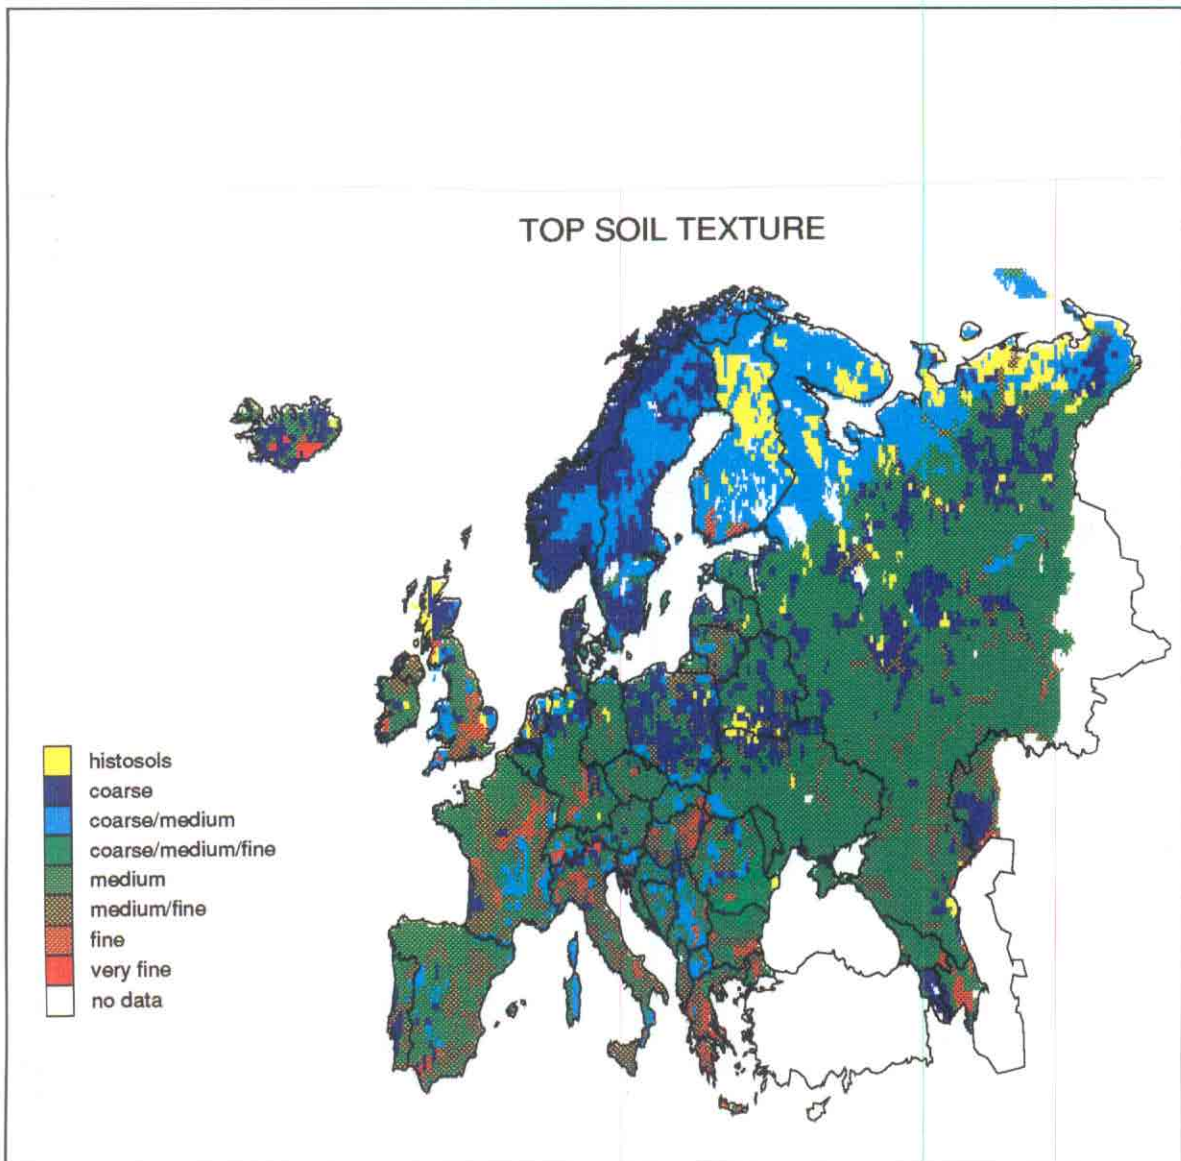 TOP SOIL TEXTURE
histosols
coarse
coarse/medium
coarse/medium/fine
medium
medium/fine
fine
very fine
no data